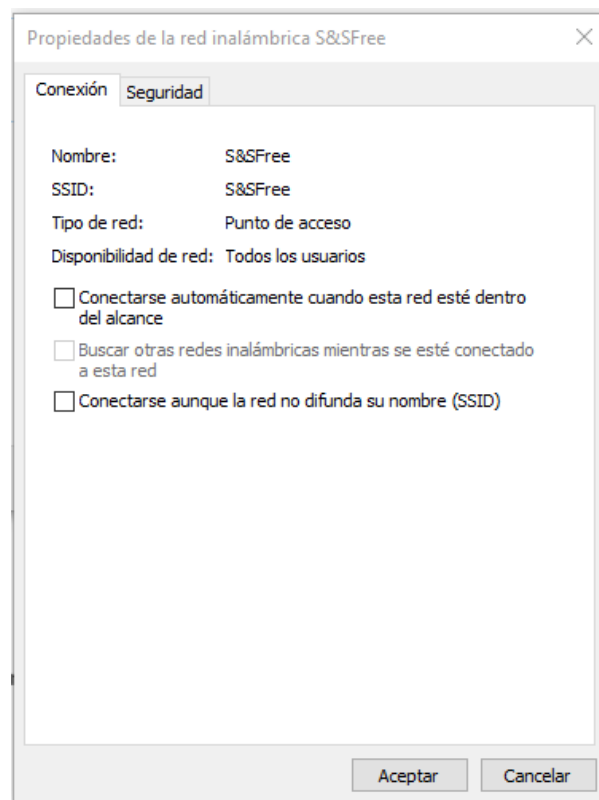 Propiedades de la red inalámbrica S&SFree
Conexión Seguridad
Nombre: S&SFree
SSID: S&SFree
Tipo de red: Punto de acceso
Disponibilidad de red: Todos los usuarios
Conectarse automáticamente cuando esta red esté dentro
del alcance
Buscar otras redes inalámbricas mientras se esté conectado
a esta red
Conectarse aunque la red no difunda su nombre (SSID)
Aceptar Cancelar